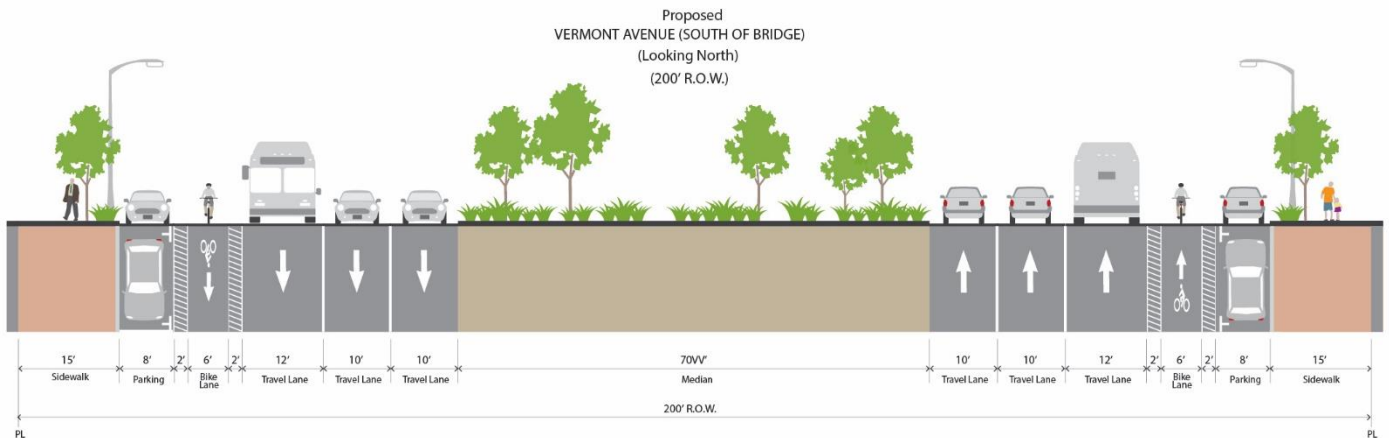 Proposed
VERMONT AVENUE (SOUTH OF BRIDGE)
(Looking North)
(200' R.O.W.)
15' 8' 2' 6' 2' 12' 10' 10' 70VV' 10' 10' 12' 2' 6' 2' 8' 15'
Sidewalk Parking Bike Lane Travel Lane Travel Lane Travel Lane Median Travel Lane Travel Lane Travel Lane Bike Lane Parking Sidewalk
200' R.O.W.
PL PL